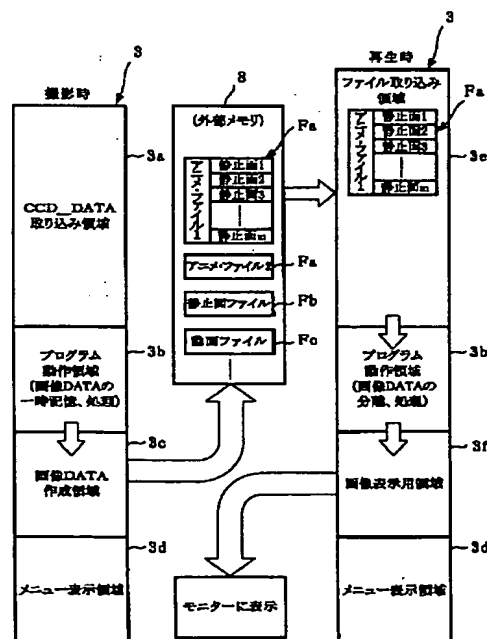 3
撮影時
3a
CCD_DATA
取り込み領域
3b
プログラム
動作領域
(画像DATAの
一時記憶、処理)
3c
画像DATA
作成領域
3d
メニュー表示領域
8
(外部メモリ)
Fa
アニメ・ファイル1
静止画1
静止画2
静止画3
静止画m
アニメ・ファイル2
Fa
静止画ファイル
Fb
動画ファイル
Fc
モニターに表示
3
再生時
ファイル取り込み
領域
Fa
アニメ・ファイル1
静止画1
静止画2
静止画3
静止画m
3e
3b
プログラム
動作領域
(画像DATAの
分離、処理)
3f
画像表示用領域
3d
メニュー表示領域